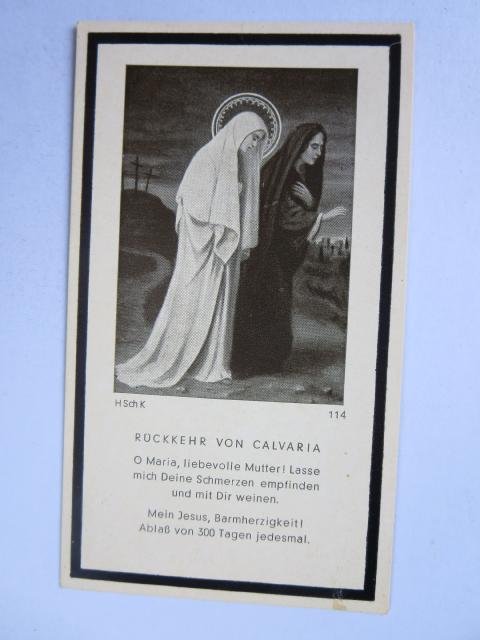 H Sch K
114
RÜCKKEHR VON CALVARIA
O Maria, liebevolle Mutter! Lasse
mich Deine Schmerzen empfinden
und mit Dir weinen.
Mein Jesus, Barmherzigkeit!
Ablaß von 300 Tagen jedesmal.